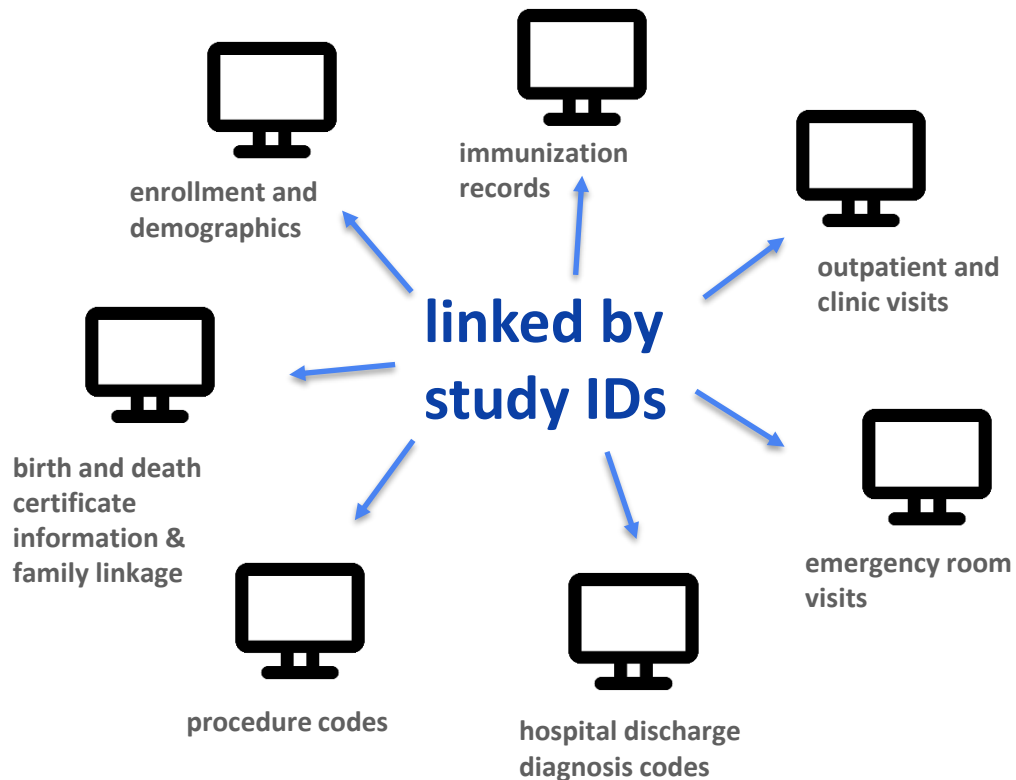 immunization
records
enrollment and
demographics
outpatient and
clinic visits
linked by
study IDs
birth and death
certificate
information &
family linkage
emergency room
visits
procedure codes
hospital discharge
diagnosis codes